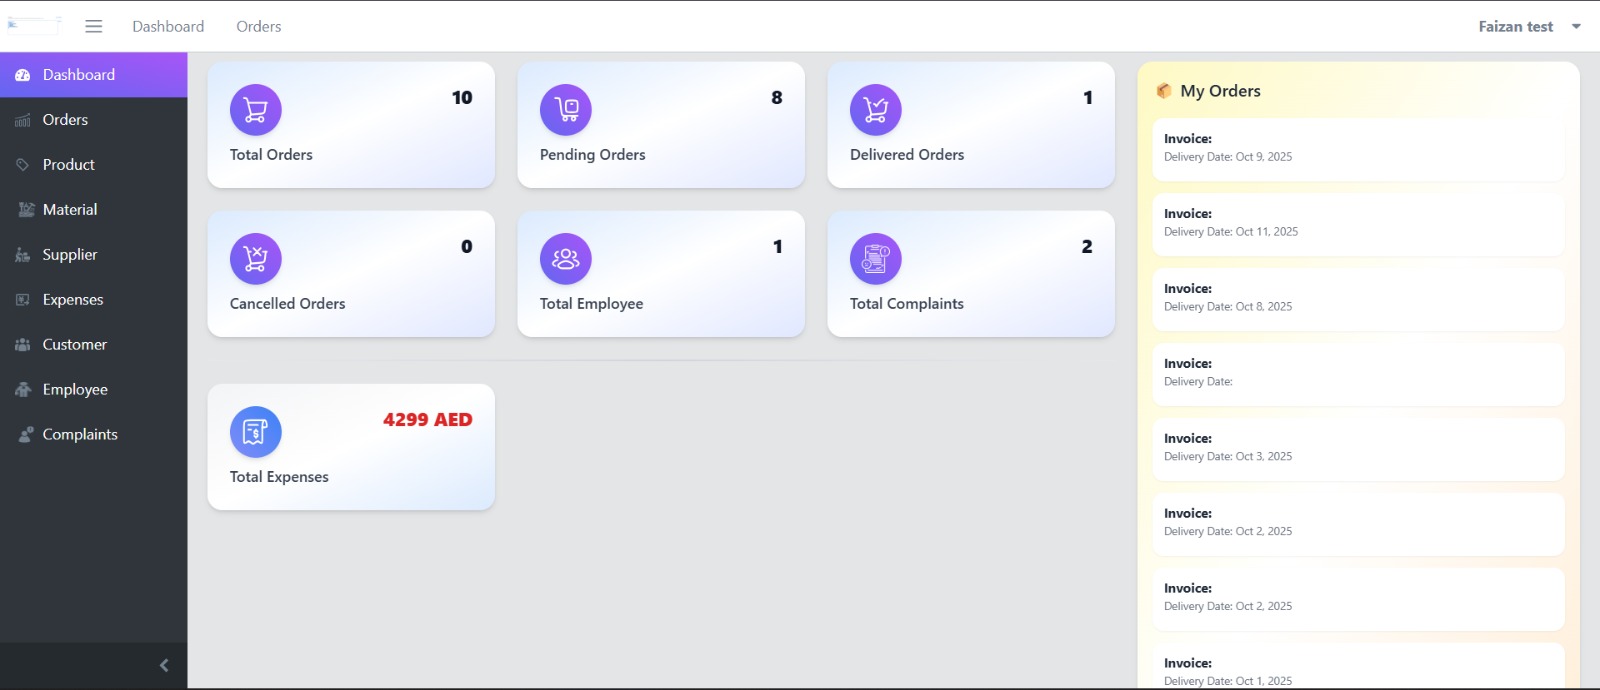 Dashboard Orders Faizan test
Dashboard
Orders
Product
Material
Supplier
Expenses
Customer
Employee
Complaints
10
Total Orders
8
Pending Orders
1
Delivered Orders
0
Cancelled Orders
1
Total Employee
2
Total Complaints
4299 AED
Total Expenses
My Orders
Invoice:
Delivery Date: Oct 9, 2025
Invoice:
Delivery Date: Oct 11, 2025
Invoice:
Delivery Date: Oct 8, 2025
Invoice:
Delivery Date:
Invoice:
Delivery Date: Oct 3, 2025
Invoice:
Delivery Date: Oct 2, 2025
Invoice:
Delivery Date: Oct 2, 2025
Invoice:
Delivery Date: Oct 1, 2025